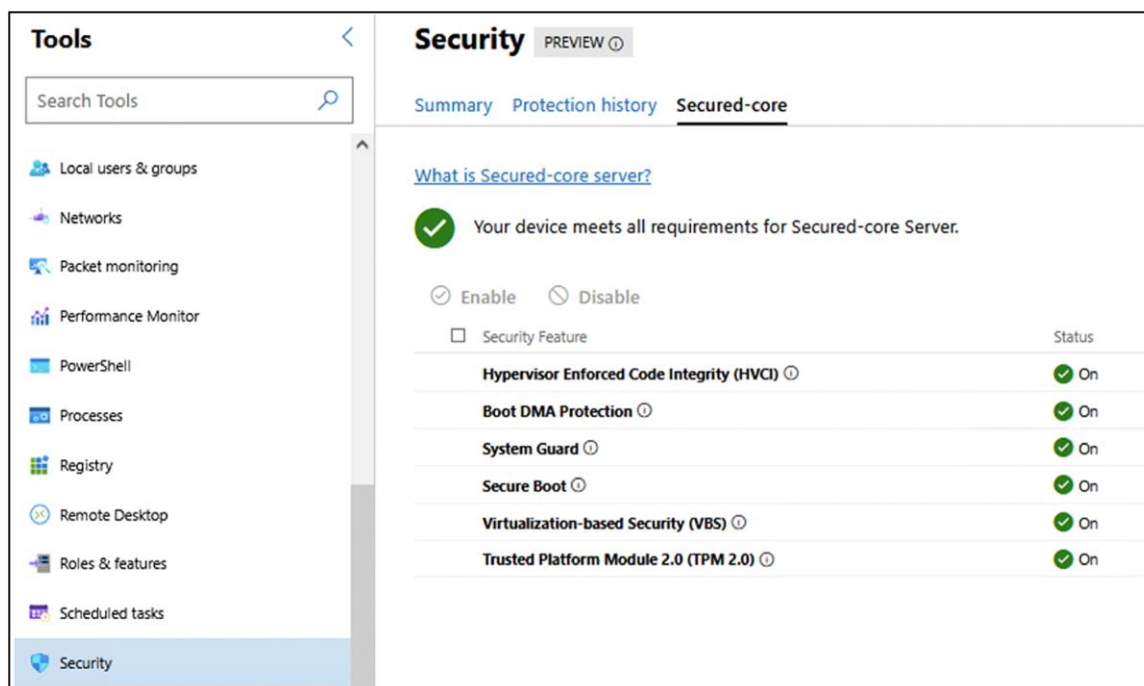 Tools
Search Tools
Local users & groups
Networks
Packet monitoring
Performance Monitor
PowerShell
Processes
Registry
Remote Desktop
Roles & features
Scheduled tasks
Security
Security PREVIEW
Summary Protection history Secured-core
What is Secured-core server?
Your device meets all requirements for Secured-core Server.
Enable Disable
Security Feature Status
Hypervisor Enforced Code Integrity (HVCI) On
Boot DMA Protection On
System Guard On
Secure Boot On
Virtualization-based Security (VBS) On
Trusted Platform Module 2.0 (TPM 2.0) On